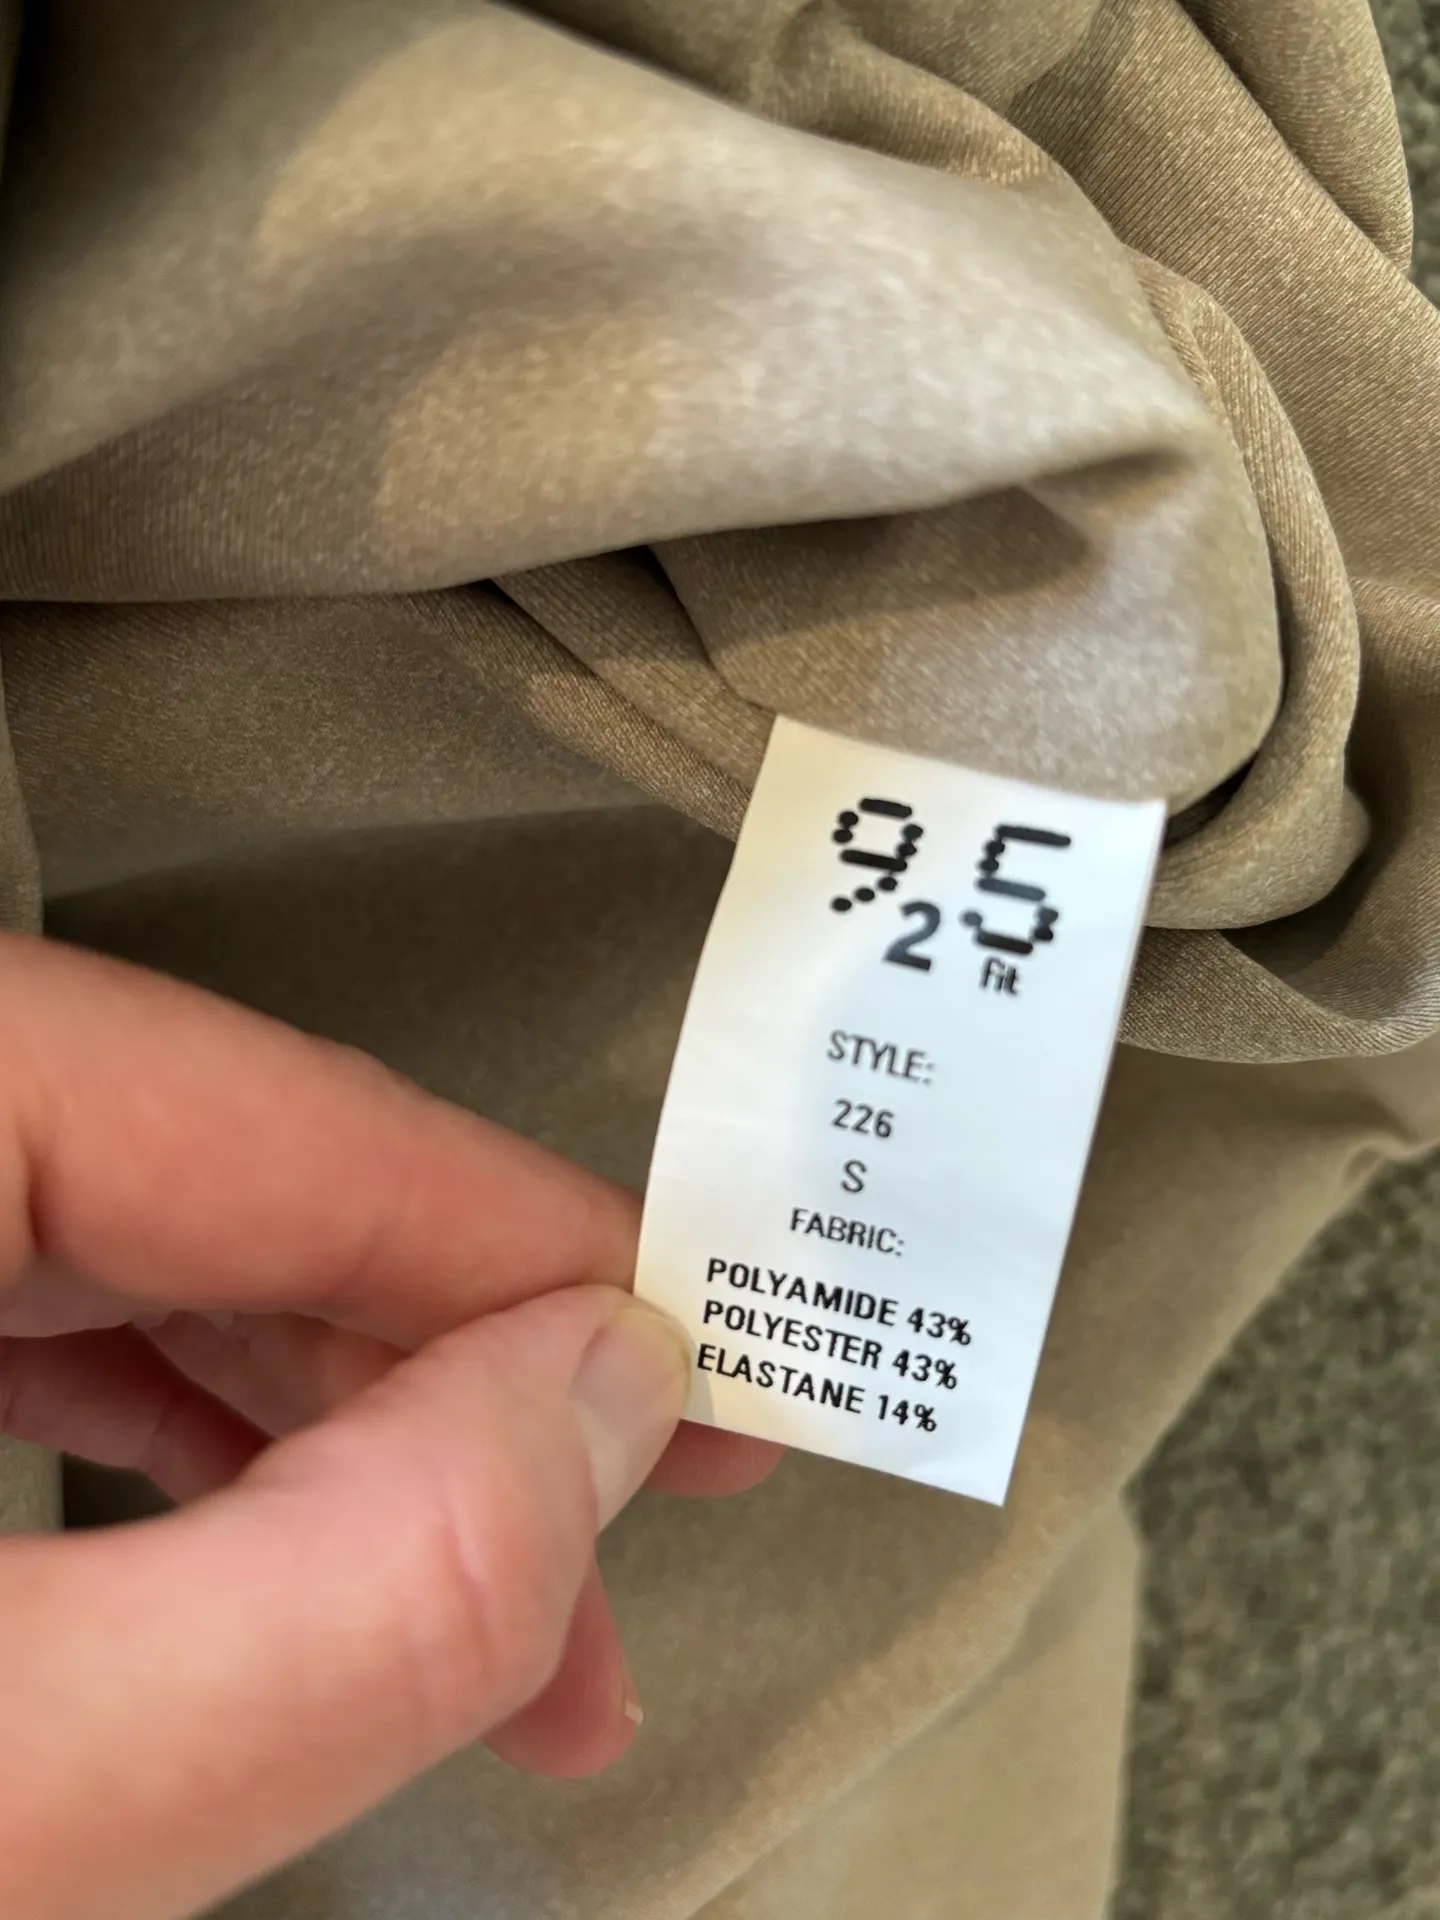 925
fit
STYLE:
226
S
FABRIC:
POLYAMIDE 43%
POLYESTER 43%
ELASTANE 14%